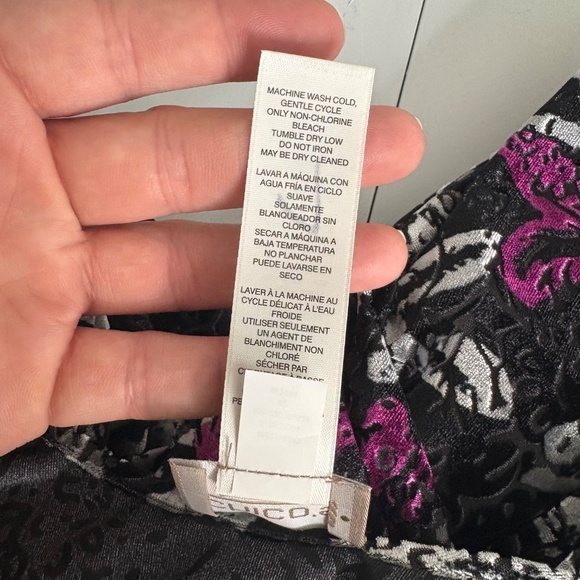 MACHINE WASH COLD,
GENTLE CYCLE
ONLY NON-CHLORINE
BLEACH
TUMBLE DRY LOW
DO NOT IRON
MAY BE DRY CLEANED
LAVAR A MÁQUINA CON
AGUA FRÍA EN CICLO
SUAVE
SOLAMENTE
BLANQUEADOR SIN
CLORO
SECAR A MÁQUINA A
BAJA TEMPERATURA
NO PLANCHAR
PUEDE LAVARSE EN
SECO
LAVER À LA MACHINE AU
CYCLE DÉLICAT À L'EAU
FROIDE
UTILISER SEULEMENT
UN AGENT DE
BLANCHIMENT NON
CHLORÉ
SÉCHER PAR